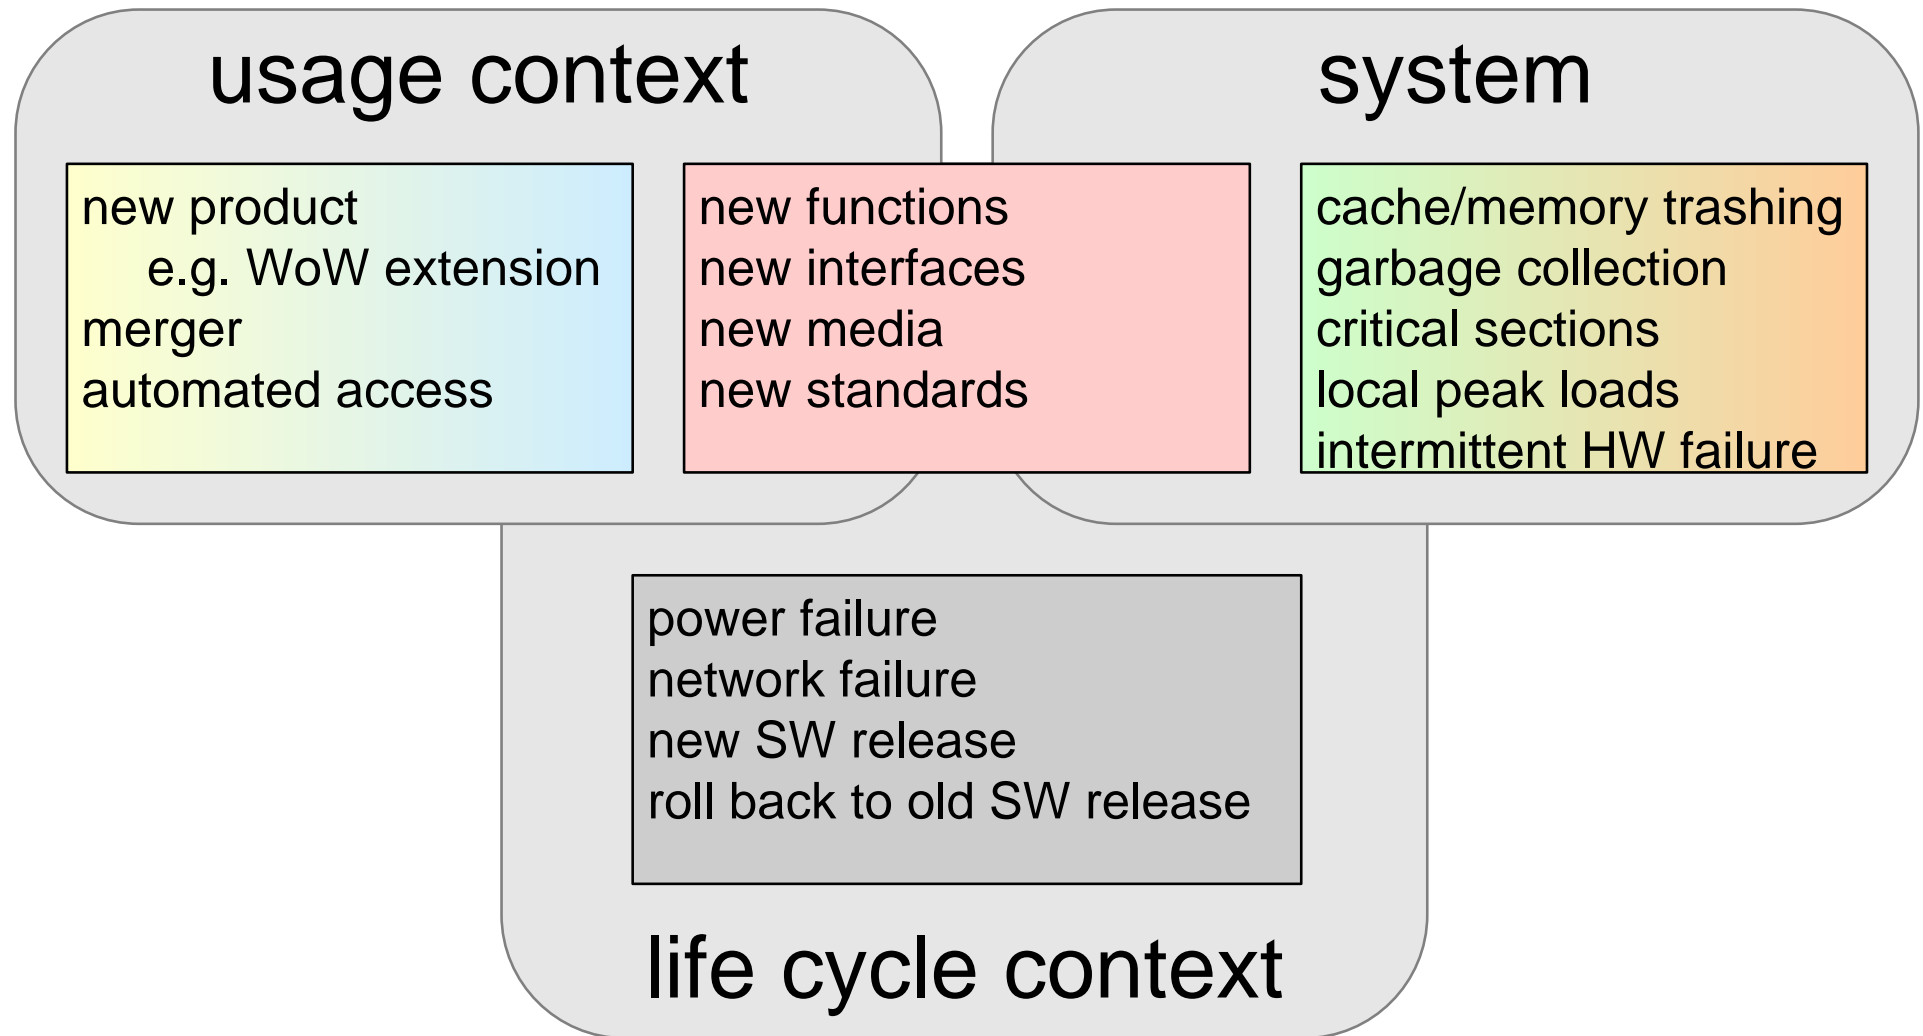 usage context
system
new product
e.g. WoW extension
merger
automated access
new functions
new interfaces
new media
new standards
cache/memory trashing
garbage collection
critical sections
local peak loads
intermittent HW failure
power failure
network failure
new SW release
roll back to old SW release
life cycle context